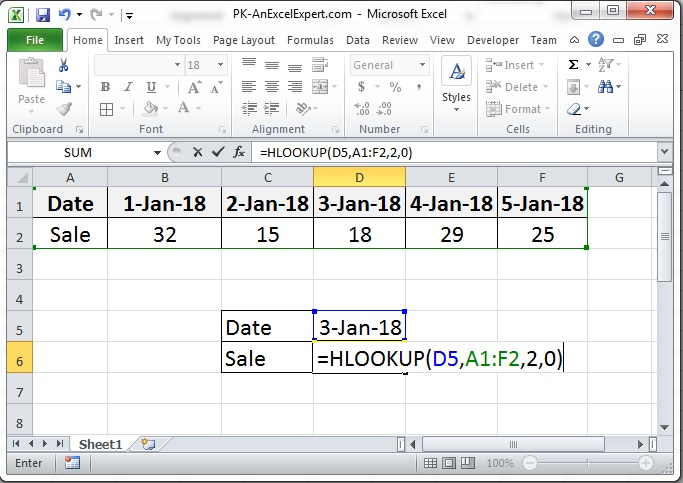 PK-AnExcelExpert.com - Microsoft Excel
File Home Insert My Tools Page Layout Formulas Data Review View Developer Team
18 General Insert Σ
B I U A A $ % , Delete
Paste Styles Format
Clipboard Font Alignment Number Cells Editing
SUM fx =HLOOKUP(D5,A1:F2,2,0)
A B C D E F G
1 Date 1-Jan-18 2-Jan-18 3-Jan-18 4-Jan-18 5-Jan-18
2 Sale 32 15 18 29 25
3
4
5 Date 3-Jan-18
6 Sale =HLOOKUP(D5,A1:F2,2,0)
7
8
Sheet1
Enter 100%